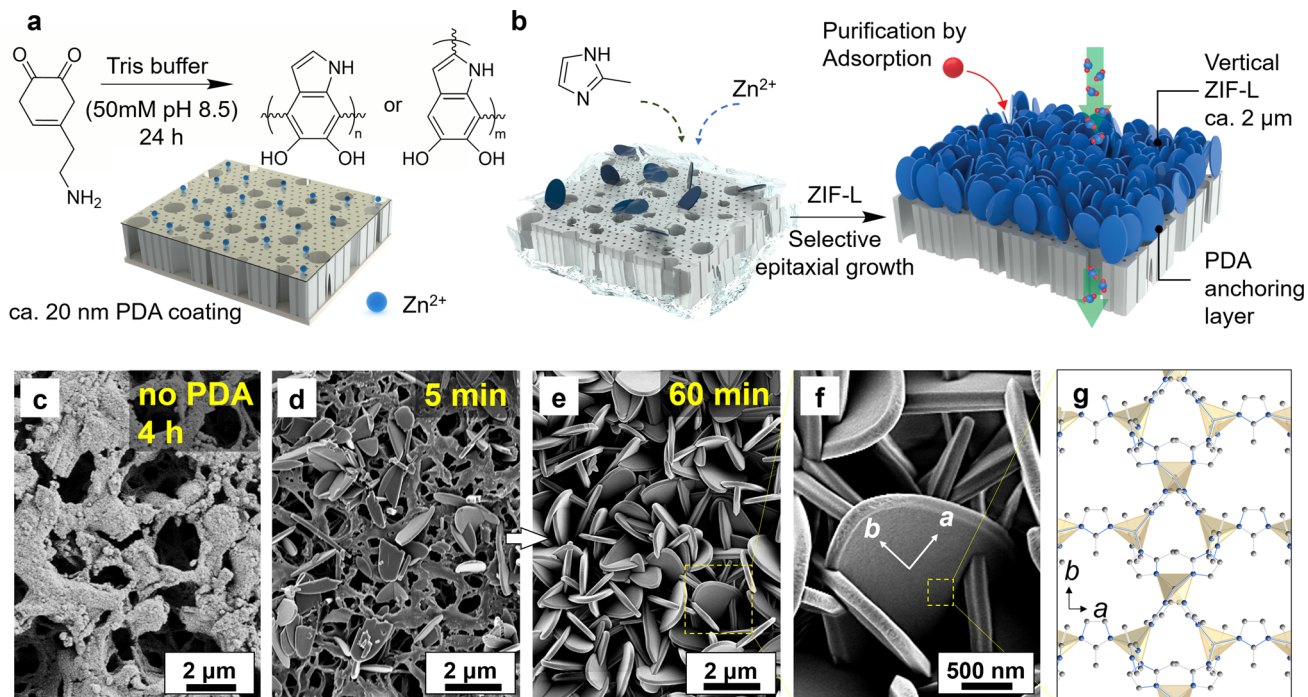 a
O
O
NH₂
Tris buffer
(50mM pH 8.5)
24 h
NH
n
HO OH
or
NH
m
HO OH
ca. 20 nm PDA coating
Zn²⁺
b
NH
N
Zn²⁺
ZIF-L
Selective
epitaxial growth
Purification by
Adsorption
Vertical
ZIF-L
ca. 2 µm
PDA
anchoring
layer
c
no PDA
4 h
2 µm
d
5 min
2 µm
e
60 min
2 µm
f
b
a
500 nm
g
b
a